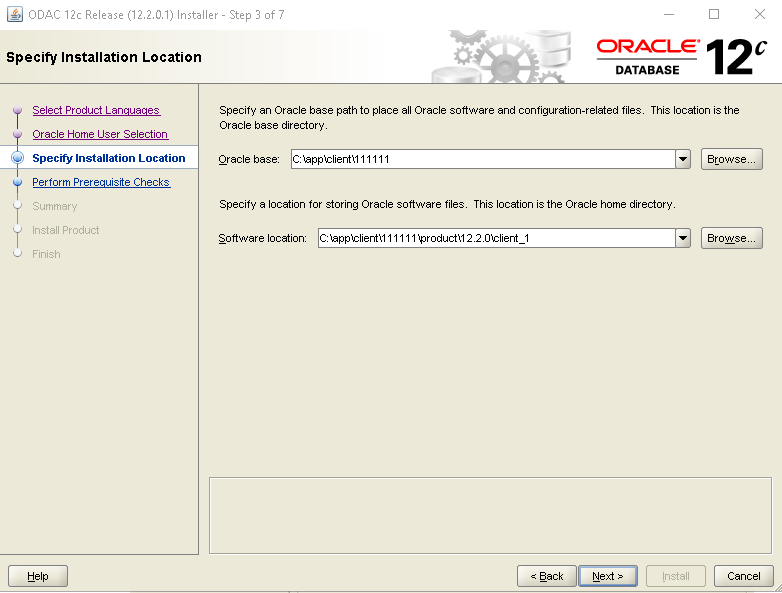 ODAC 12c Release (12.2.0.1) Installer - Step 3 of 7
Specify Installation Location
ORACLE®
DATABASE
12c
Select Product Languages
Oracle Home User Selection
Specify Installation Location
Perform Prerequisite Checks
Summary
Install Product
Finish
Specify an Oracle base path to place all Oracle software and configuration-related files. This location is the
Oracle base directory.
Oracle base: C:\app\client\111111 Browse...
Specify a location for storing Oracle software files. This location is the Oracle home directory.
Software location: C:\app\client\111111\product\12.2.0\client_1 Browse...
Help < Back Next > Install Cancel